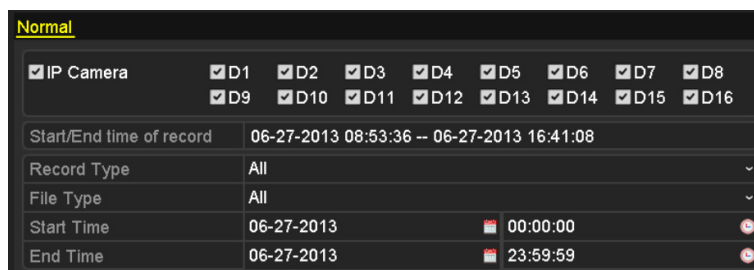 Normal
IP Camera D1 D2 D3 D4 D5 D6 D7 D8
D9 D10 D11 D12 D13 D14 D15 D16
Start/End time of record 06-27-2013 08:53:36 -- 06-27-2013 16:41:08
Record Type All
File Type All
Start Time 06-27-2013 00:00:00
End Time 06-27-2013 23:59:59